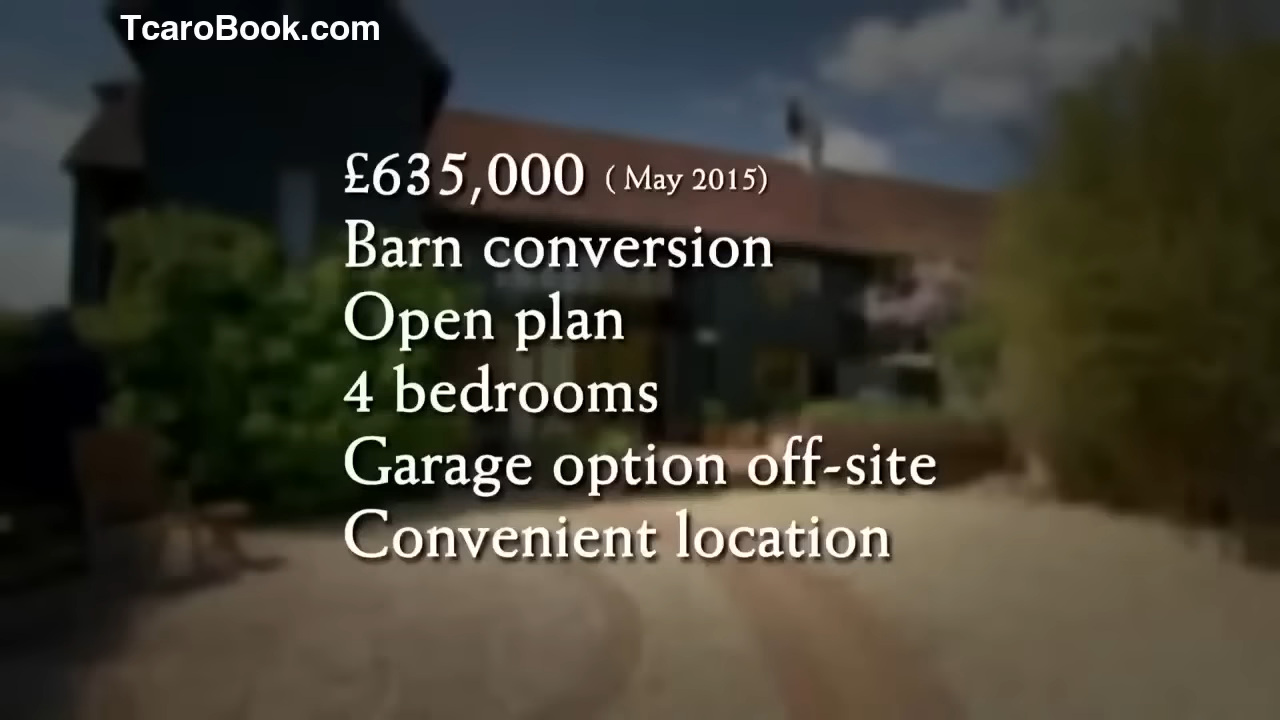 TcaroBook.com
£635,000 ( May 2015)
Barn conversion
Open plan
4 bedrooms
Garage option off-site
Convenient location